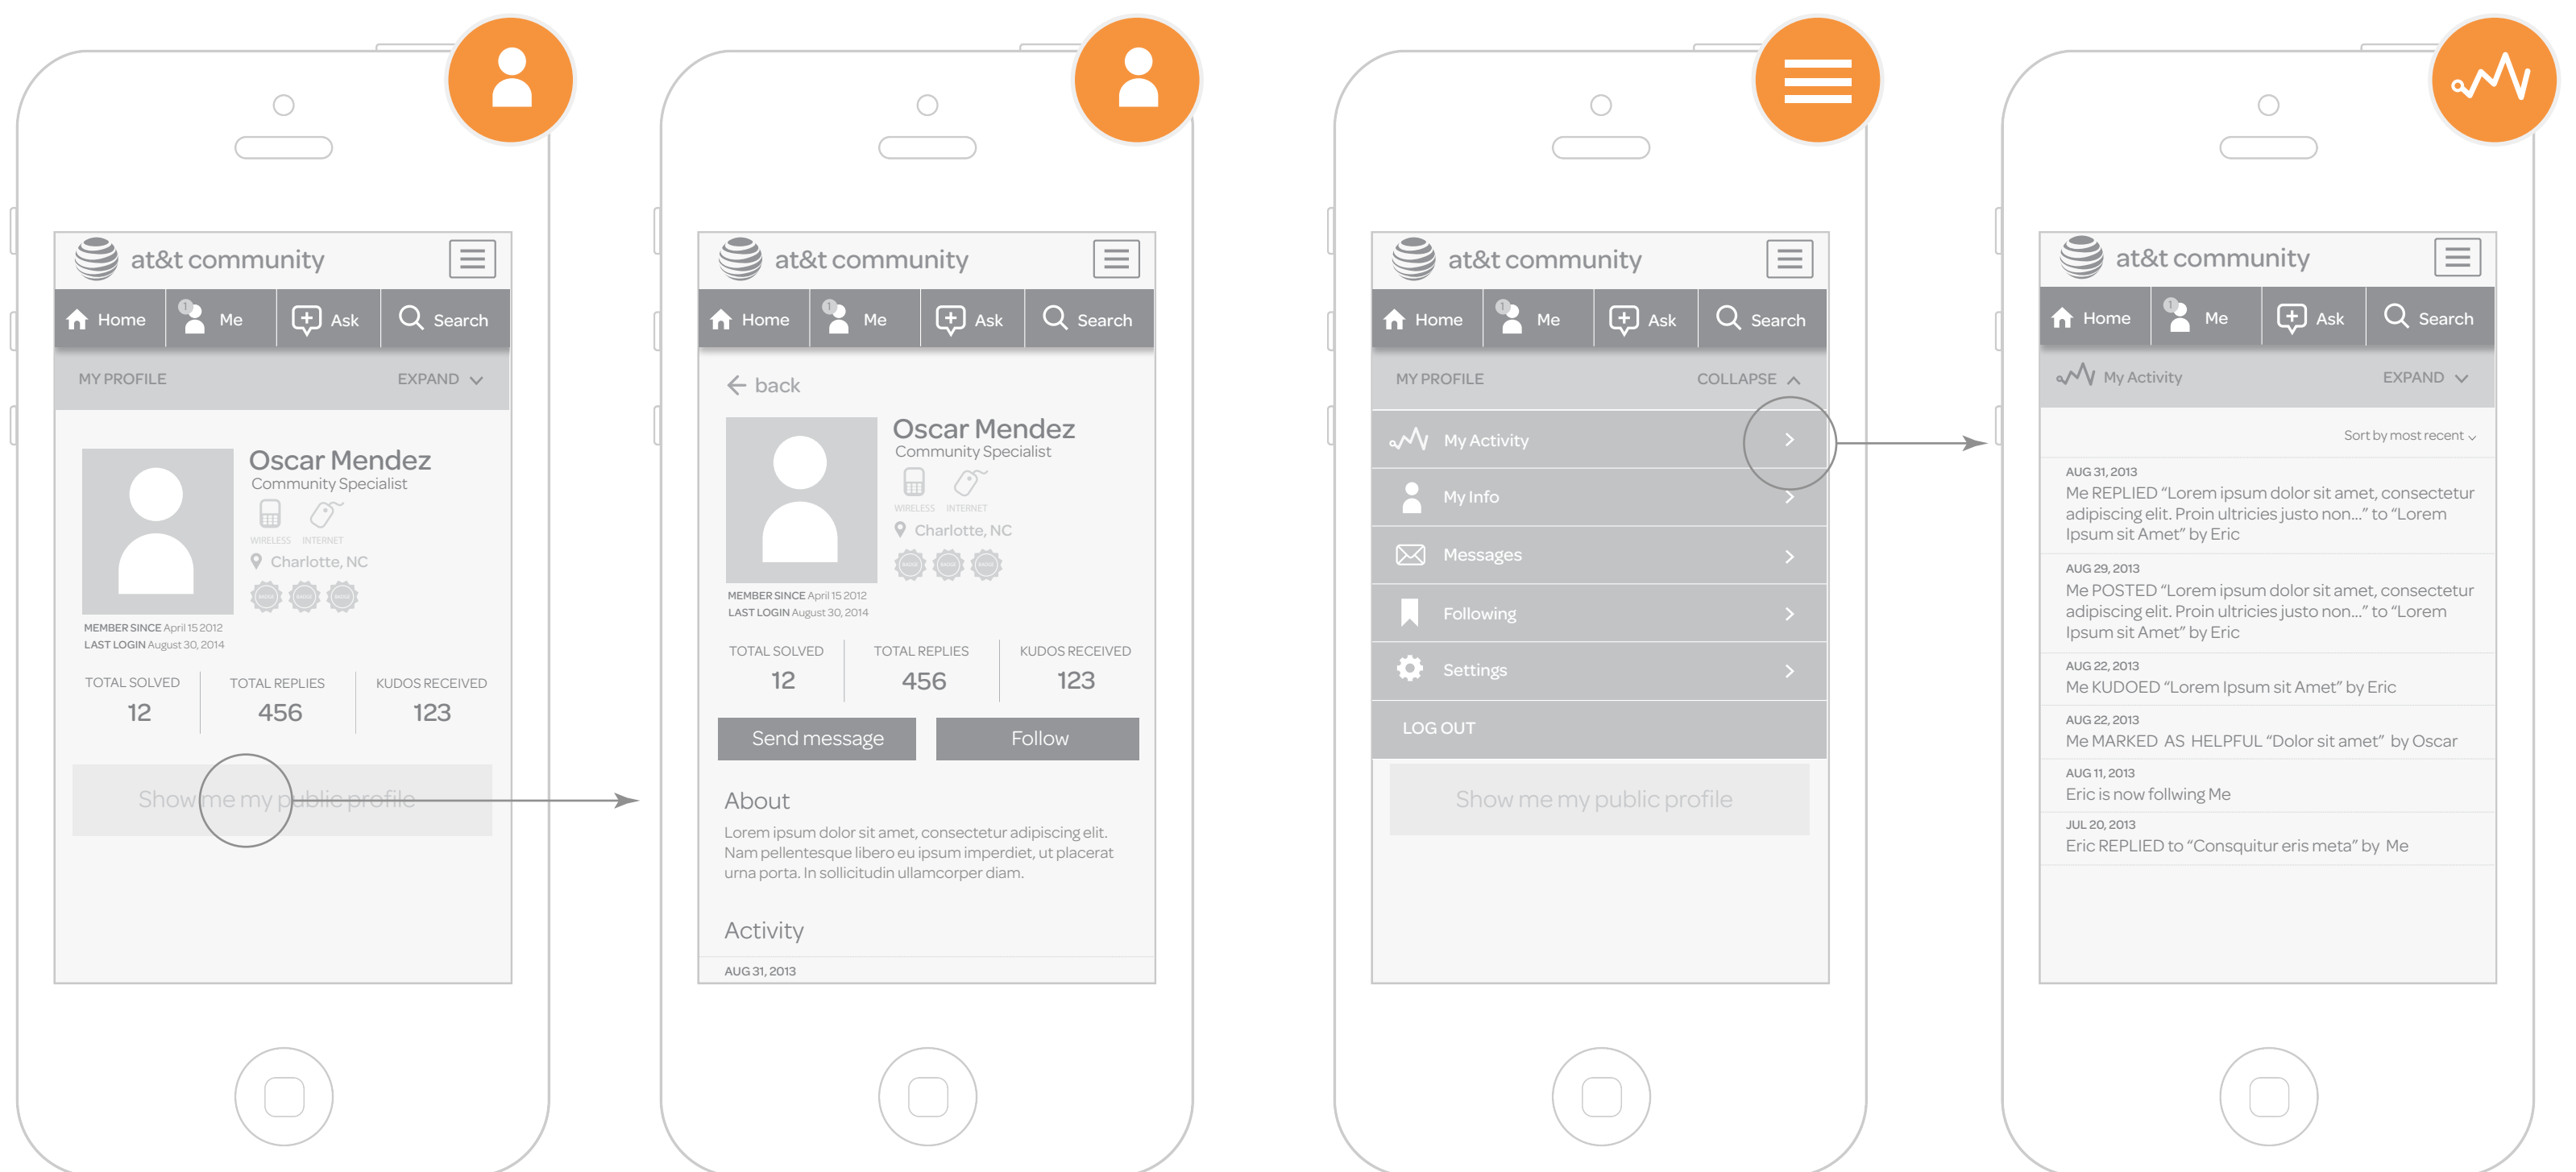 at&t community
1
Home Me Ask Search
MY PROFILE EXPAND
Oscar Mendez
Community Specialist
WIRELESS INTERNET
Charlotte, NC
MEMBER SINCE April 15 2012
LAST LOGIN August 30, 2014
TOTAL SOLVED TOTAL REPLIES KUDOS RECEIVED
12 456 123
Show me my public profile
at&t community
1
Home Me Ask Search
back
Oscar Mendez
Community Specialist
WIRELESS INTERNET
Charlotte, NC
MEMBER SINCE April 15 2012
LAST LOGIN August 30, 2014
TOTAL SOLVED TOTAL REPLIES KUDOS RECEIVED
12 456 123
Send message Follow
About
Lorem ipsum dolor sit amet, consectetur adipiscing elit.
Nam pellentesque libero eu ipsum imperdiet, ut placerat
urna porta. In sollicitudin ullamcorper diam.
Activity
AUG 31, 2013
at&t community
1
Home Me Ask Search
MY PROFILE COLLAPSE
My Activity
My Info
Messages
Following
Settings
LOG OUT
Show me my public profile
at&t community
1
Home Me Ask Search
My Activity EXPAND
Sort by most recent
AUG 31, 2013
Me REPLIED “Lorem ipsum dolor sit amet, consectetur
adipiscing elit. Proin ultricies justo non...” to “Lorem
Ipsum sit Amet” by Eric
AUG 29, 2013
Me POSTED “Lorem ipsum dolor sit amet, consectetur
adipiscing elit. Proin ultricies justo non...” to “Lorem
Ipsum sit Amet” by Eric
AUG 22, 2013
Me KUDOED “Lorem Ipsum sit Amet” by Eric
AUG 22, 2013
Me MARKED AS HELPFUL “Dolor sit amet” by Oscar
AUG 11, 2013
Eric is now follwing Me
JUL 20, 2013
Eric REPLIED to “Consquitur eris meta” by Me